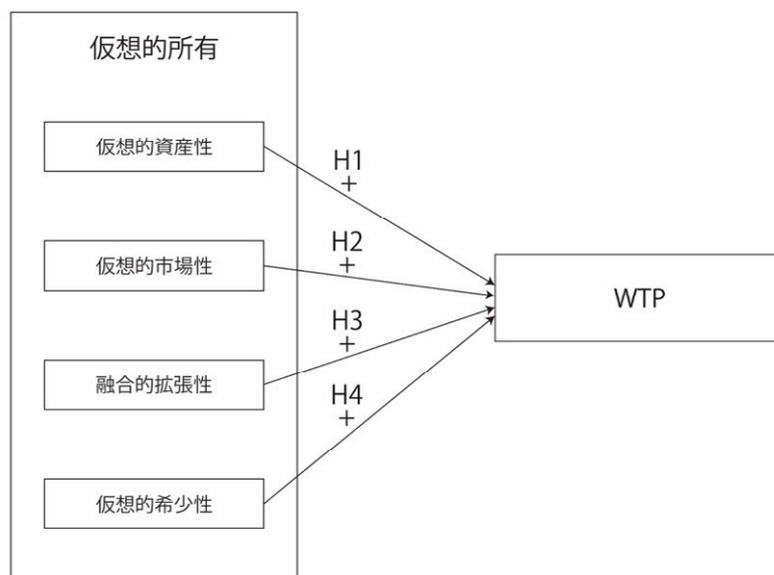 仮想的所有
仮想的資産性
H1
+
仮想的市場性
H2
+
WTP
H3
+
融合的拡張性
H4
+
仮想的希少性